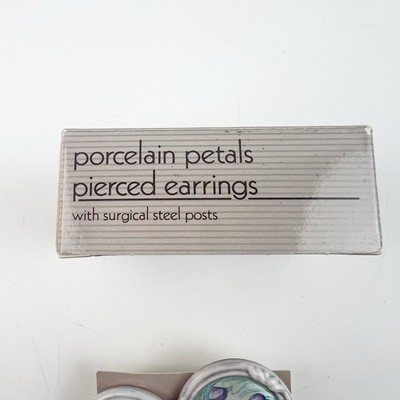 porcelain petals
pierced earrings
with surgical steel posts